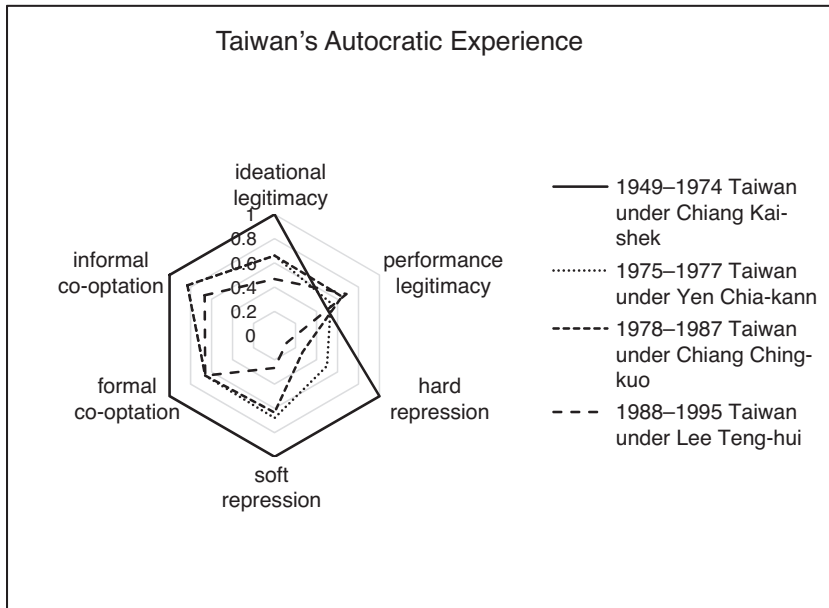 Taiwan's Autocratic Experience
ideational
legitimacy
1
0.8
0.6
0.4
0.2
0
performance
legitimacy
hard
repression
soft
repression
formal
co-optation
informal
co-optation
1949–1974 Taiwan
under Chiang Kai-
shek
1975–1977 Taiwan
under Yen Chia-kann
1978–1987 Taiwan
under Chiang Ching-
kuo
1988–1995 Taiwan
under Lee Teng-hui